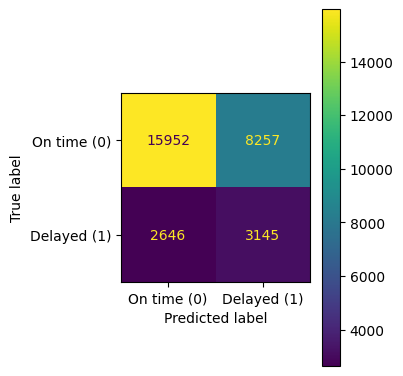 14000
12000
On time (0) 15952 8257
10000
8000
True label
Delayed (1) 2646 3145
6000
4000
On time (0) Delayed (1)
Predicted label